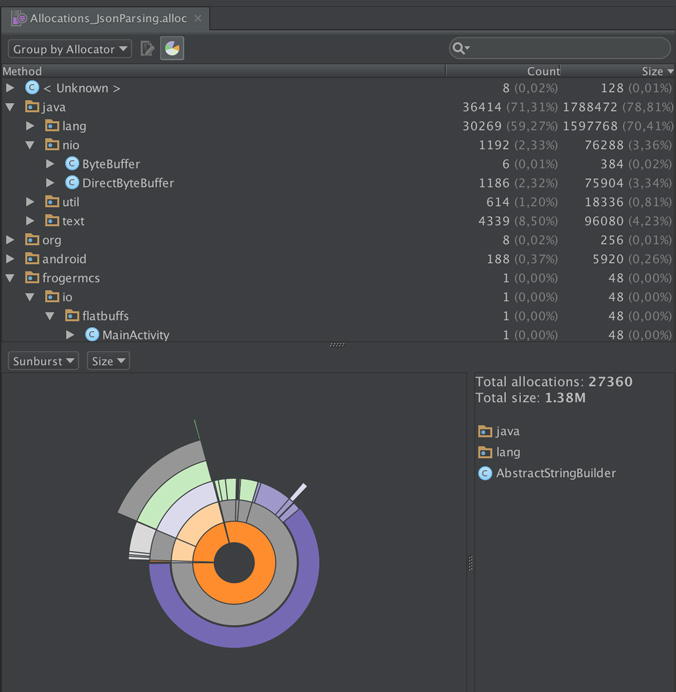 Allocations_JsonParsing.alloc
Group by Allocator
Method Count Size
< Unknown > 8 (0,02%) 128 (0,01%)
java 36414 (71,31%) 1788472 (78,81%)
lang 30269 (59,27%) 1597768 (70,41%)
nio 1192 (2,33%) 76288 (3,36%)
ByteBuffer 6 (0,01%) 384 (0,02%)
DirectByteBuffer 1186 (2,32%) 75904 (3,34%)
util 614 (1,20%) 18336 (0,81%)
text 4339 (8,50%) 96080 (4,23%)
org 8 (0,02%) 256 (0,01%)
android 188 (0,37%) 5920 (0,26%)
frogermcs 1 (0,00%) 48 (0,00%)
io 1 (0,00%) 48 (0,00%)
flatbuffs 1 (0,00%) 48 (0,00%)
MainActivity 1 (0,00%) 48 (0,00%)
Sunburst Size
Total allocations: 27360
Total size: 1.38M
java
lang
AbstractStringBuilder